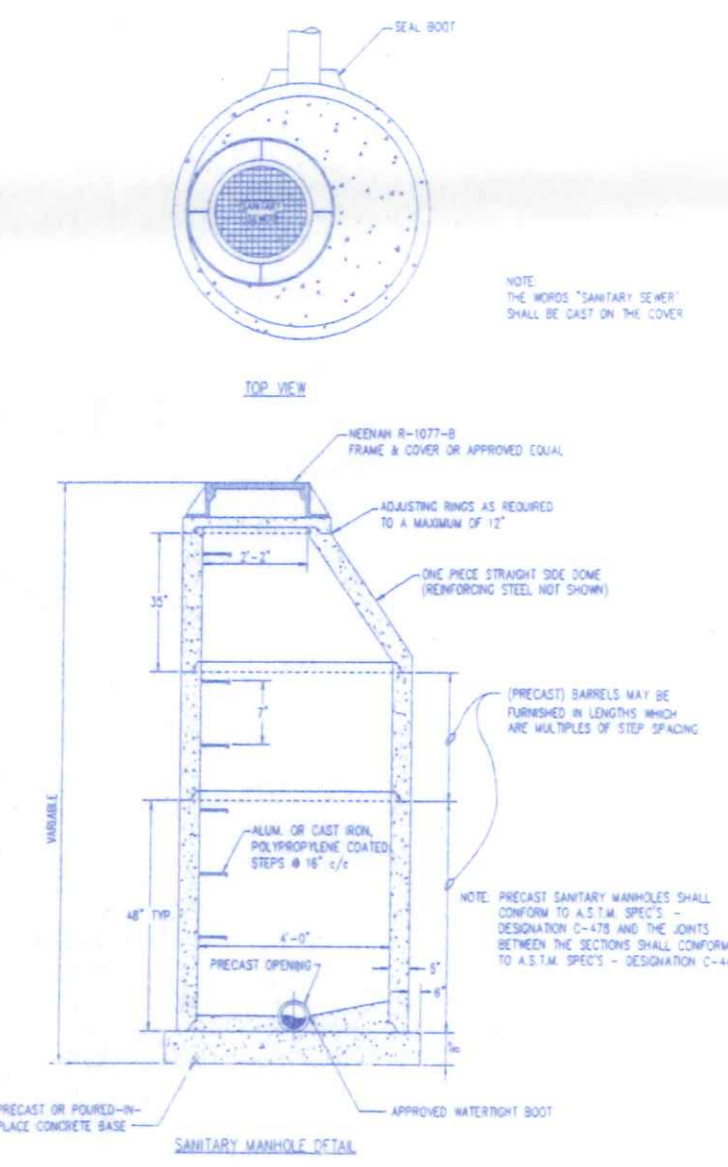 SEAL BOOT
SANITARY
SEWER
NOTE:
THE WORDS "SANITARY SEWER"
SHALL BE CAST ON THE COVER
TOP VIEW
NEENAH R-1077-B
FRAME & COVER OR APPROVED EQUAL
ADJUSTING RINGS AS REQUIRED
TO A MAXIMUM OF 12"
2'-2"
ONE PIECE STRAIGHT SIDE DOME
(REINFORCING STEEL NOT SHOWN)
35"
(PRECAST) BARRELS MAY BE
FURNISHED IN LENGTHS WHICH
ARE MULTIPLES OF STEP SPACING
7"
VARIABLE
ALUM. OR CAST IRON,
POLYPROPYLENE COATED,
STEPS @ 16" c/c
48" TYP
NOTE: PRECAST SANITARY MANHOLES SHALL
CONFORM TO A.S.T.M. SPEC'S. -
DESIGNATION C-478 AND THE JOINTS
BETWEEN THE SECTIONS SHALL CONFORM
TO A.S.T.M. SPEC'S - DESIGNATION
4'-0"
PRECAST OPENING
5"
6"
PRECAST OR POURED-IN-
PLACE CONCRETE BASE
APPROVED WATERTIGHT BOOT
SANITARY MANHOLE DETAIL